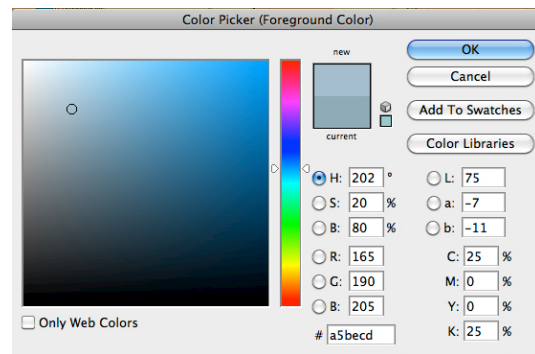 Color Picker (Foreground Color)
new
current
OK
Cancel
Add To Swatches
Color Libraries
H: 202 °
S: 20 %
B: 80 %
R: 165
G: 190
B: 205
# a5becd
L: 75
a: -7
b: -11
C: 25 %
M: 0 %
Y: 0 %
K: 25 %
Only Web Colors